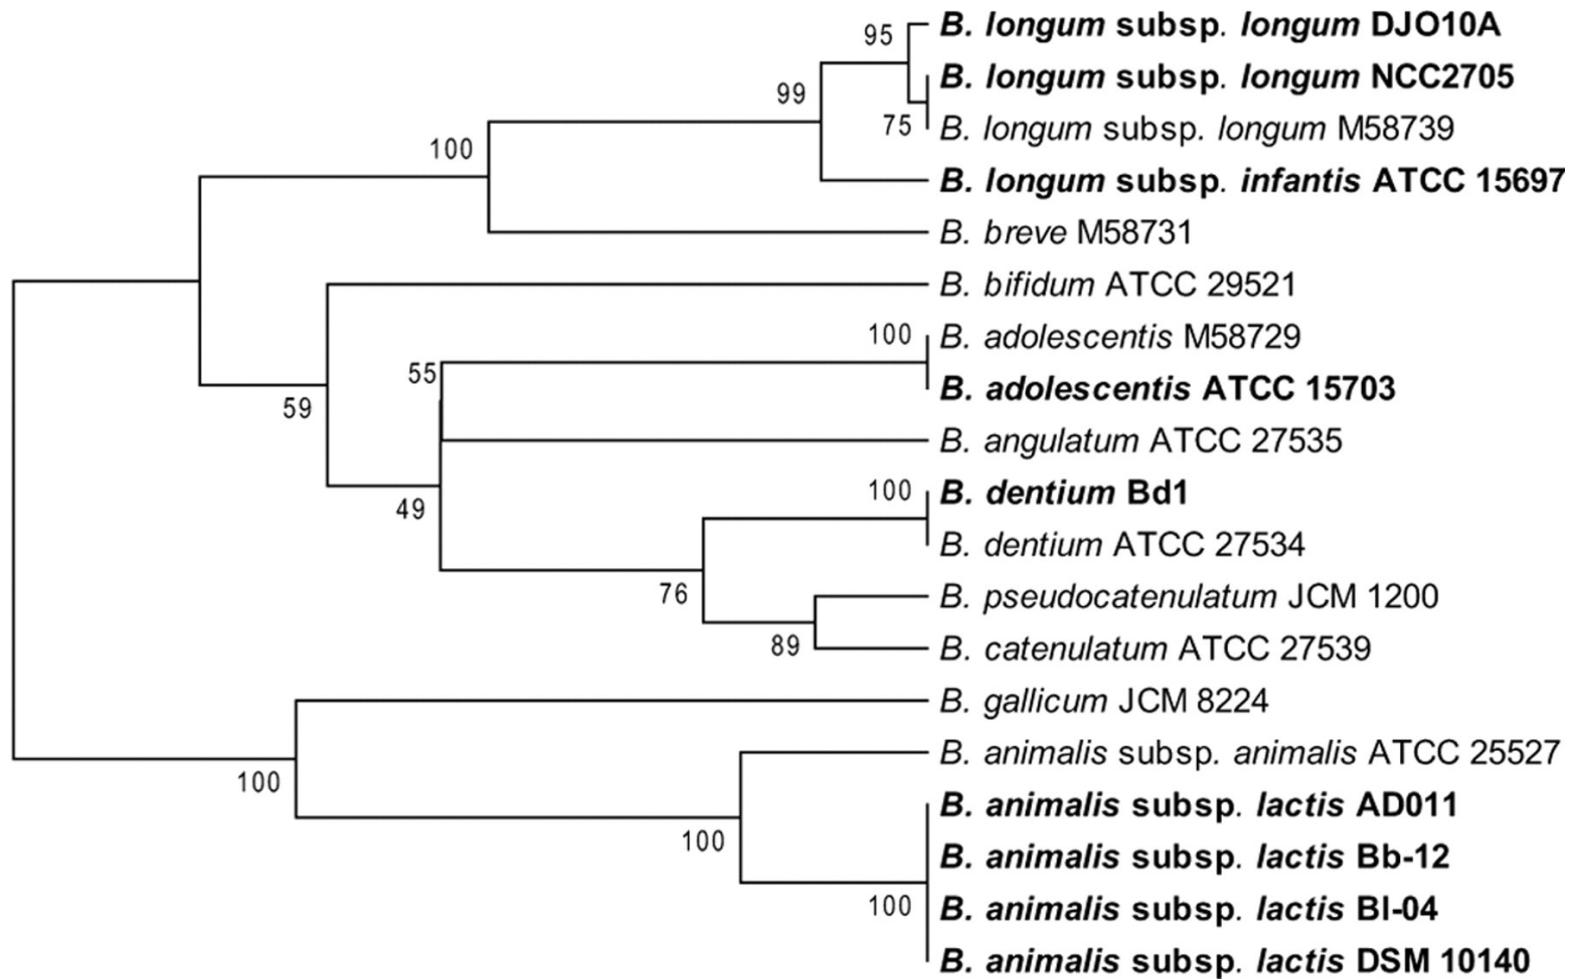 95
B. longum subsp. longum DJO10A
B. longum subsp. longum NCC2705
99
75
B. longum subsp. longum M58739
100
B. longum subsp. infantis ATCC 15697
B. breve M58731
B. bifidum ATCC 29521
100
B. adolescentis M58729
55
B. adolescentis ATCC 15703
59
B. angulatum ATCC 27535
100
B. dentium Bd1
49
B. dentium ATCC 27534
76
B. pseudocatenulatum JCM 1200
89
B. catenulatum ATCC 27539
B. gallicum JCM 8224
B. animalis subsp. animalis ATCC 25527
100
B. animalis subsp. lactis AD011
100
B. animalis subsp. lactis Bb-12
100
B. animalis subsp. lactis Bl-04
B. animalis subsp. lactis DSM 10140